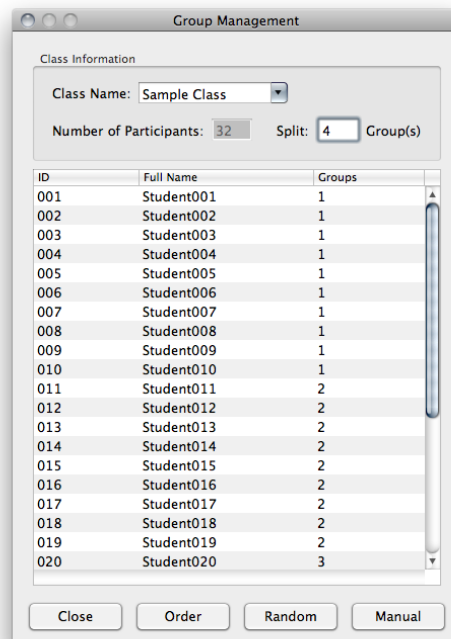 Group Management
Class Information
Class Name: Sample Class
Number of Participants: 32 Split: 4 Group(s)
ID Full Name Groups
001 Student001 1
002 Student002 1
003 Student003 1
004 Student004 1
005 Student005 1
006 Student006 1
007 Student007 1
008 Student008 1
009 Student009 1
010 Student010 1
011 Student011 2
012 Student012 2
013 Student013 2
014 Student014 2
015 Student015 2
016 Student016 2
017 Student017 2
018 Student018 2
019 Student019 2
020 Student020 3
Close Order Random Manual